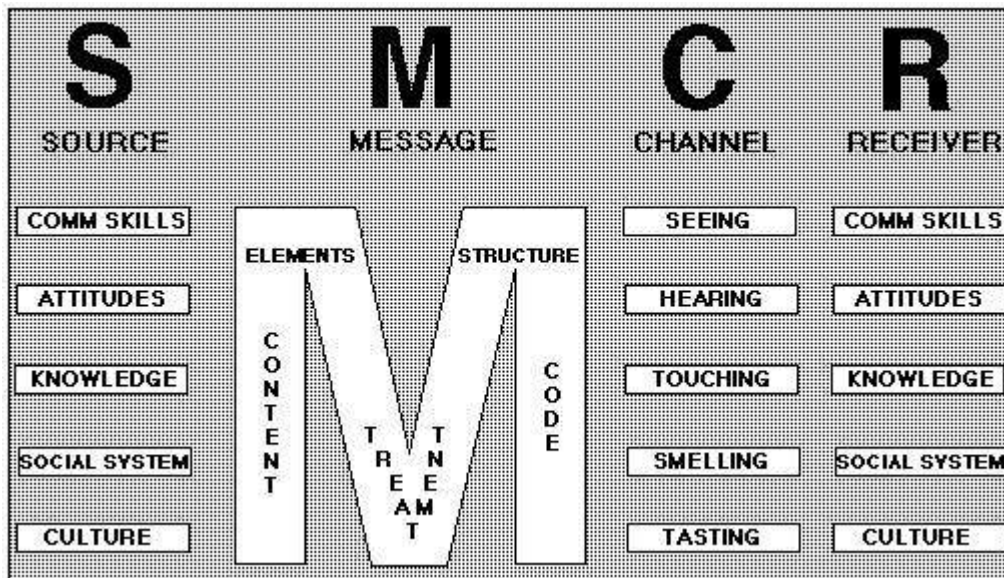 S M C R
SOURCE MESSAGE CHANNEL RECEIVER
COMM SKILLS
ATTITUDES
KNOWLEDGE
SOCIAL SYSTEM
CULTURE
ELEMENTS STRUCTURE
CONTENT
TREATMENT
CODE
SEEING
HEARING
TOUCHING
SMELLING
TASTING
COMM SKILLS
ATTITUDES
KNOWLEDGE
SOCIAL SYSTEM
CULTURE